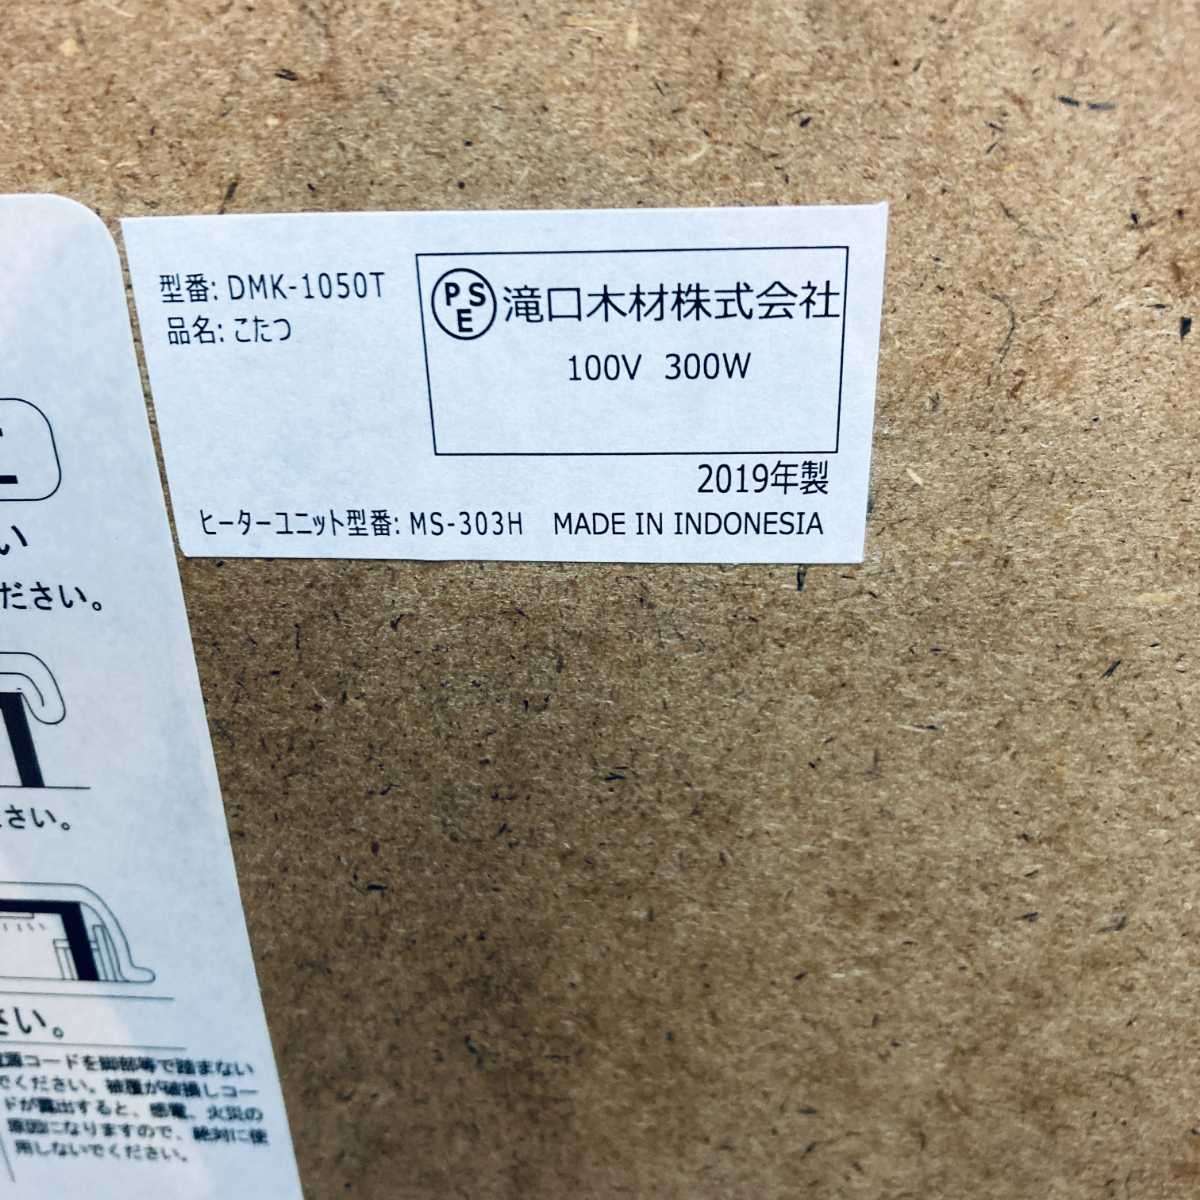 型番: DMK-1050T
品名: こたつ
PSE 滝口木材株式会社
100V 300W
2019年製
ヒーターユニット型番: MS-303H MADE IN INDONESIA
い
ださい。
さい。
さい。
源コードを脚部等で踏まない
でください。被覆が破損しコー
ドが露出すると、感電、火災の
原因になりますので、絶対に使
用しないでください。